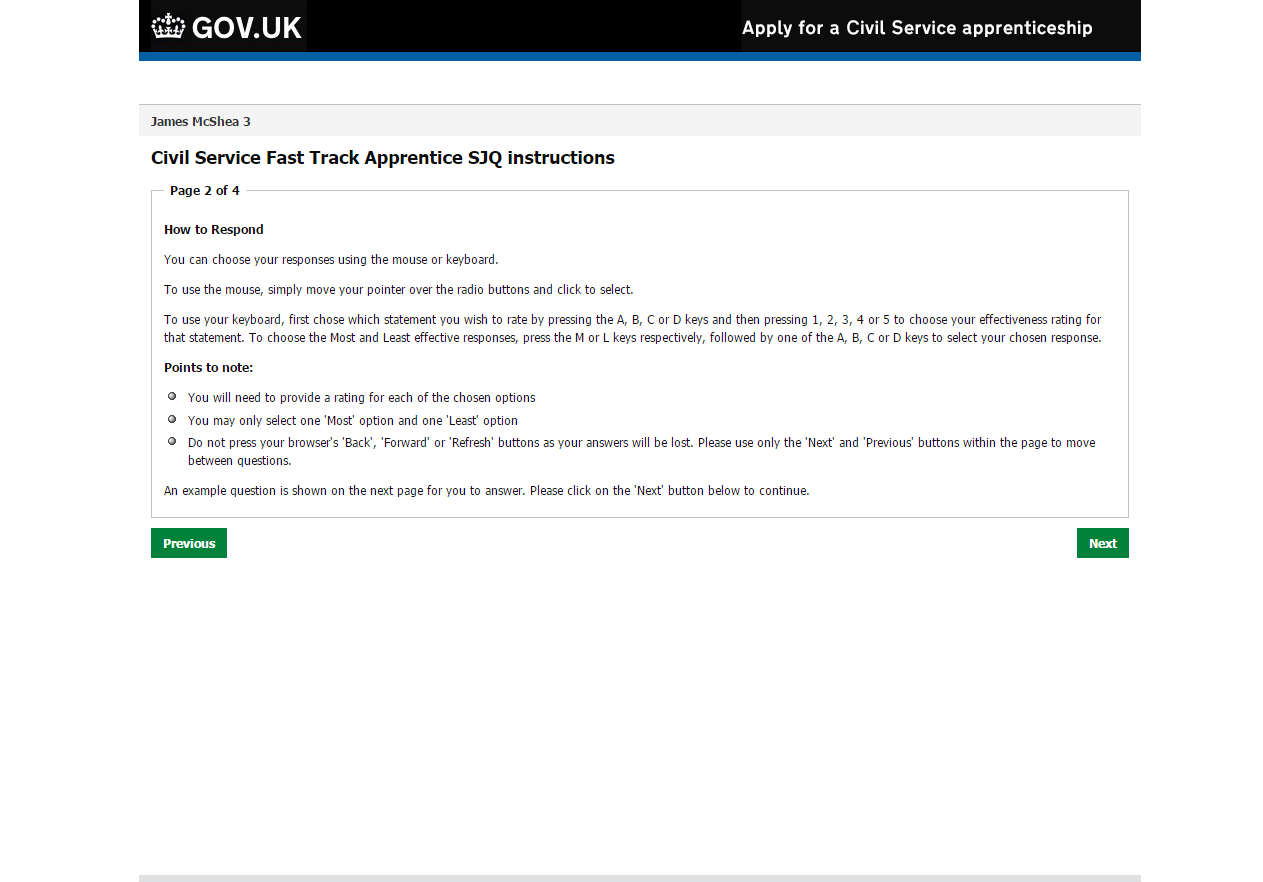 GOV.UK
Apply for a Civil Service apprenticeship
James McShea 3
Civil Service Fast Track Apprentice SJQ instructions
Page 2 of 4
How to Respond
You can choose your responses using the mouse or keyboard.
To use the mouse, simply move your pointer over the radio buttons and click to select.
To use your keyboard, first chose which statement you wish to rate by pressing the A, B, C or D keys and then pressing 1, 2, 3, 4 or 5 to choose your effectiveness rating for
that statement. To choose the Most and Least effective responses, press the M or L keys respectively, followed by one of the A, B, C or D keys to select your chosen response.
Points to note:
You will need to provide a rating for each of the chosen options
You may only select one 'Most' option and one 'Least' option
Do not press your browser's 'Back', 'Forward' or 'Refresh' buttons as your answers will be lost. Please use only the 'Next' and 'Previous' buttons within the page to move
between questions.
An example question is shown on the next page for you to answer. Please click on the 'Next' button below to continue.
Previous
Next